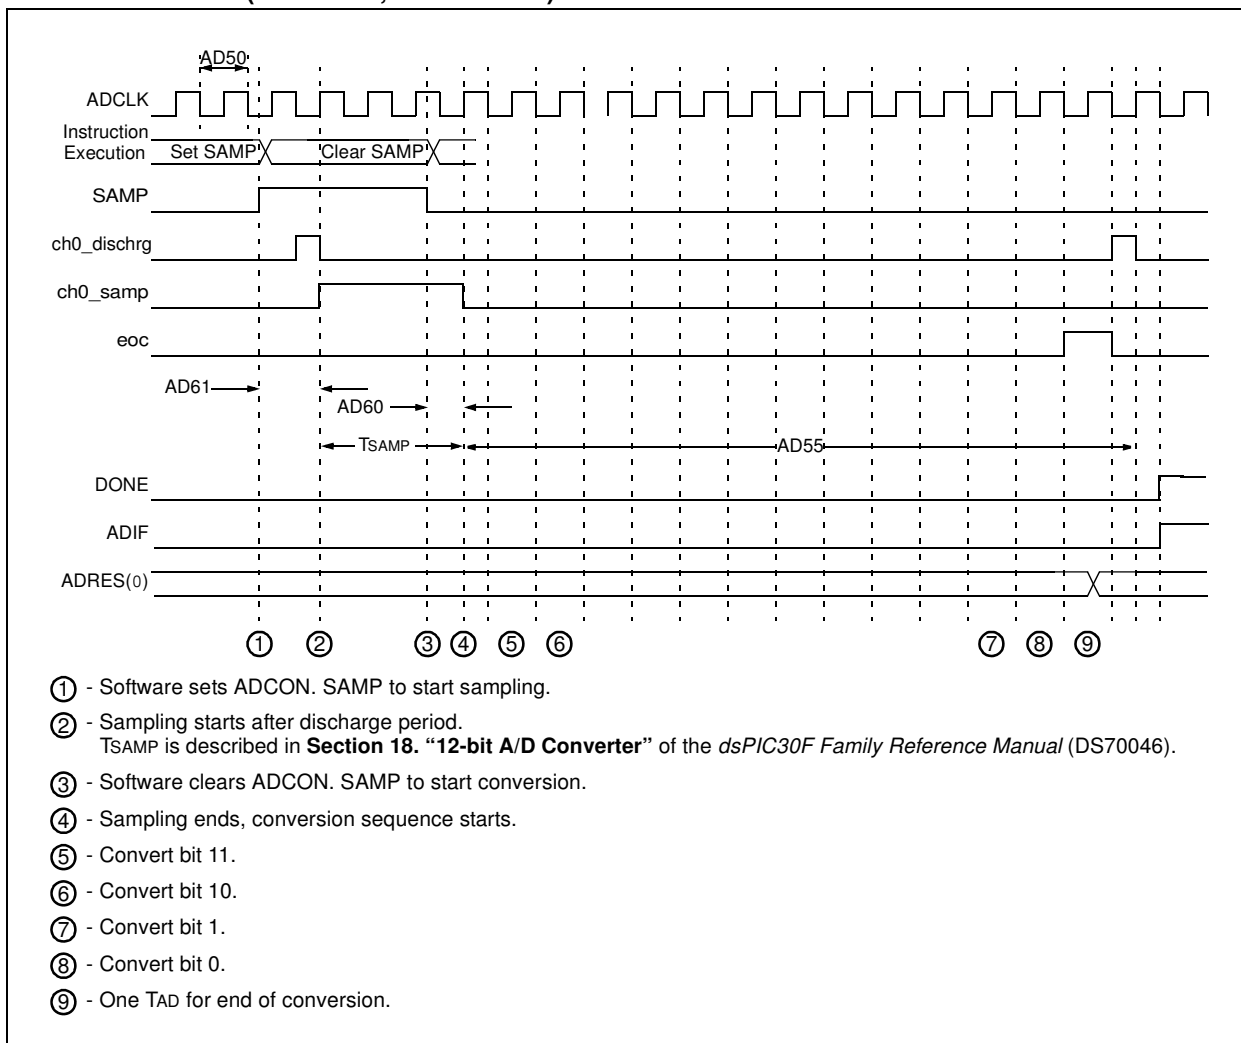 AD50
ADCLK
Instruction
Execution
Set SAMP
Clear SAMP
SAMP
ch0_dischrg
ch0_samp
eoc
AD61
AD60
TSAMP
AD55
DONE
ADIF
ADRES(0)
1 2 3 4 5 6 7 8 9
1 - Software sets ADCON. SAMP to start sampling.
2 - Sampling starts after discharge period.
TSAMP is described in Section 18. “12-bit A/D Converter” of the dsPIC30F Family Reference Manual (DS70046).
3 - Software clears ADCON. SAMP to start conversion.
4 - Sampling ends, conversion sequence starts.
5 - Convert bit 11.
6 - Convert bit 10.
7 - Convert bit 1.
8 - Convert bit 0.
9 - One TAD for end of conversion.